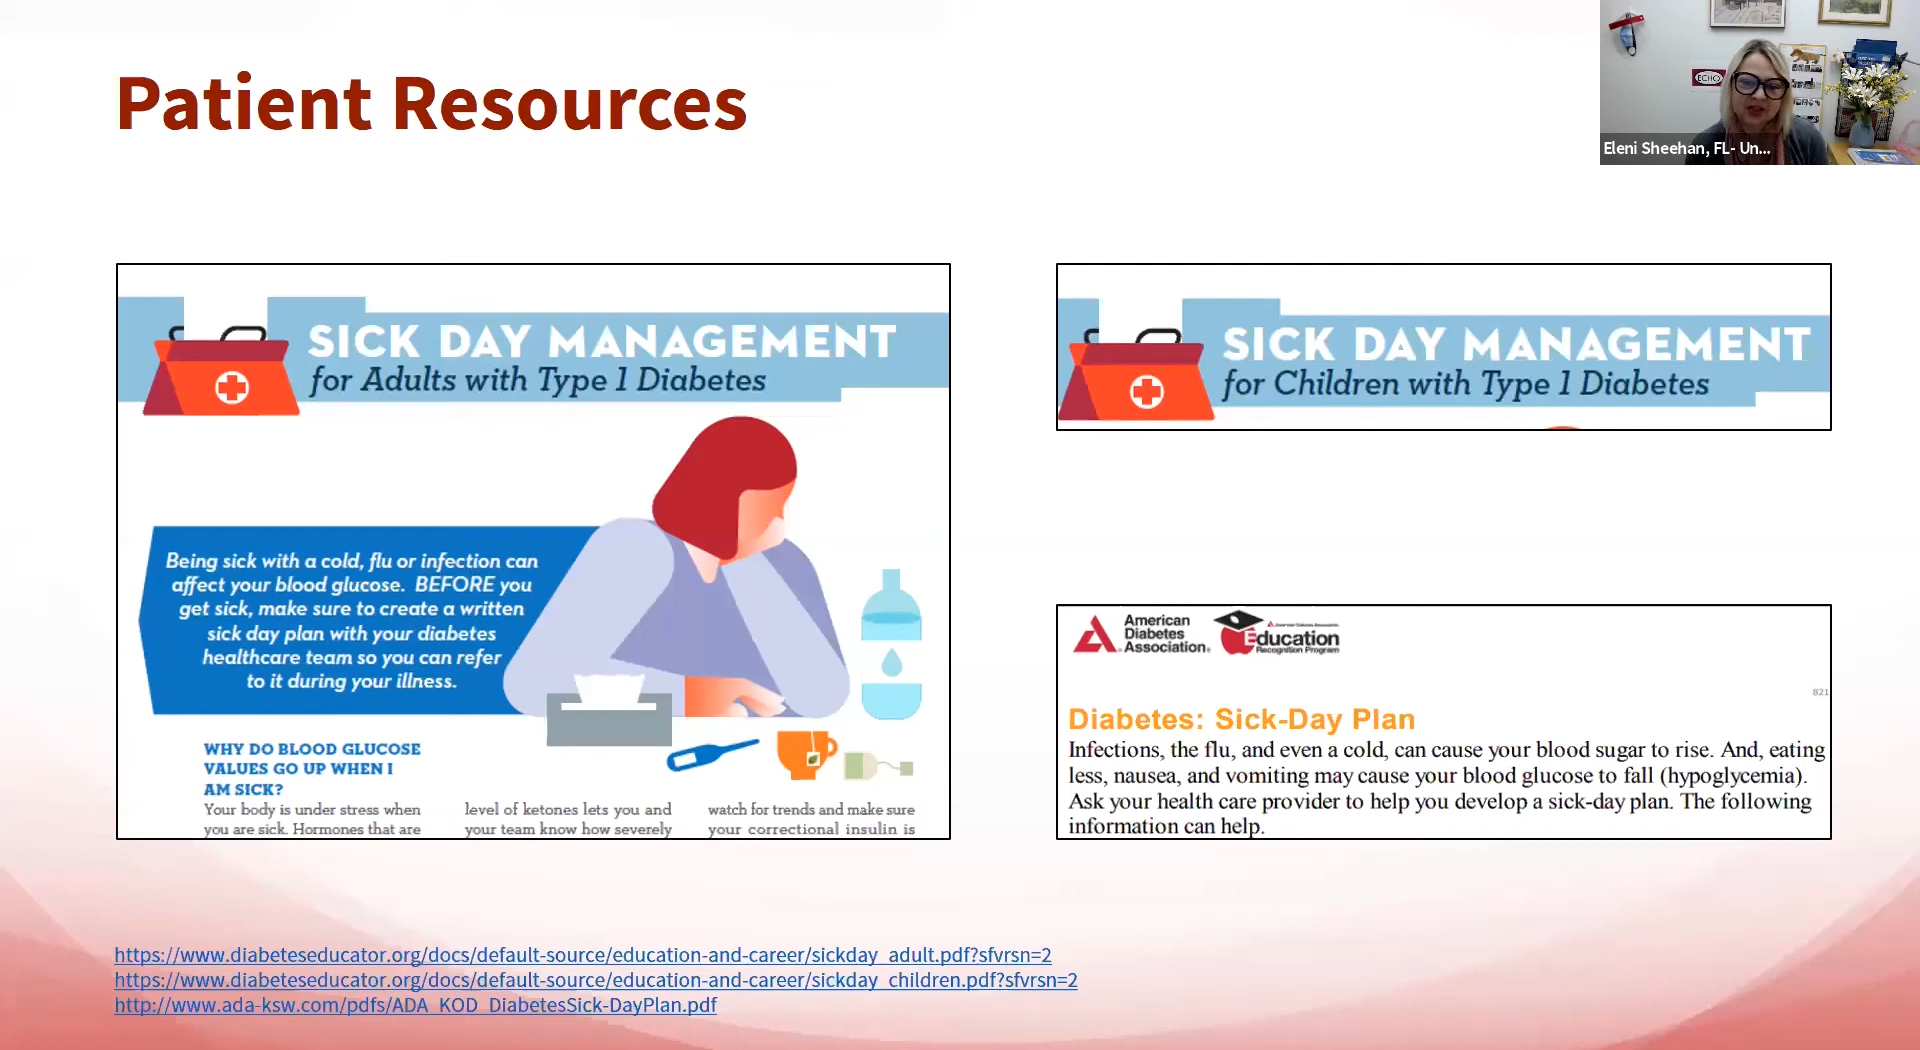 Patient Resources
ECHO
Eleni Sheehan, FL- Un...
SICK DAY MANAGEMENT
for Adults with Type 1 Diabetes
Being sick with a cold, flu or infection can
affect your blood glucose.  BEFORE you
get sick, make sure to create a written
sick day plan with your diabetes
healthcare team so you can refer
to it during your illness.
WHY DO BLOOD GLUCOSE
VALUES GO UP WHEN I
AM SICK?
Your body is under stress when
you are sick. Hormones that are
level of ketones lets you and
your team know how severely
watch for trends and make sure
your correctional insulin is
SICK DAY MANAGEMENT
for Children with Type 1 Diabetes
American
Diabetes
Association®
American Diabetes Association
Education
Recognition Program
821
Diabetes: Sick-Day Plan
Infections, the flu, and even a cold, can cause your blood sugar to rise. And, eating
less, nausea, and vomiting may cause your blood glucose to fall (hypoglycemia).
Ask your health care provider to help you develop a sick-day plan. The following
information can help.
https://www.diabeteseducator.org/docs/default-source/education-and-career/sickday_adult.pdf?sfvrsn=2
https://www.diabeteseducator.org/docs/default-source/education-and-career/sickday_children.pdf?sfvrsn=2
http://www.ada-ksw.com/pdfs/ADA_KOD_DiabetesSick-DayPlan.pdf